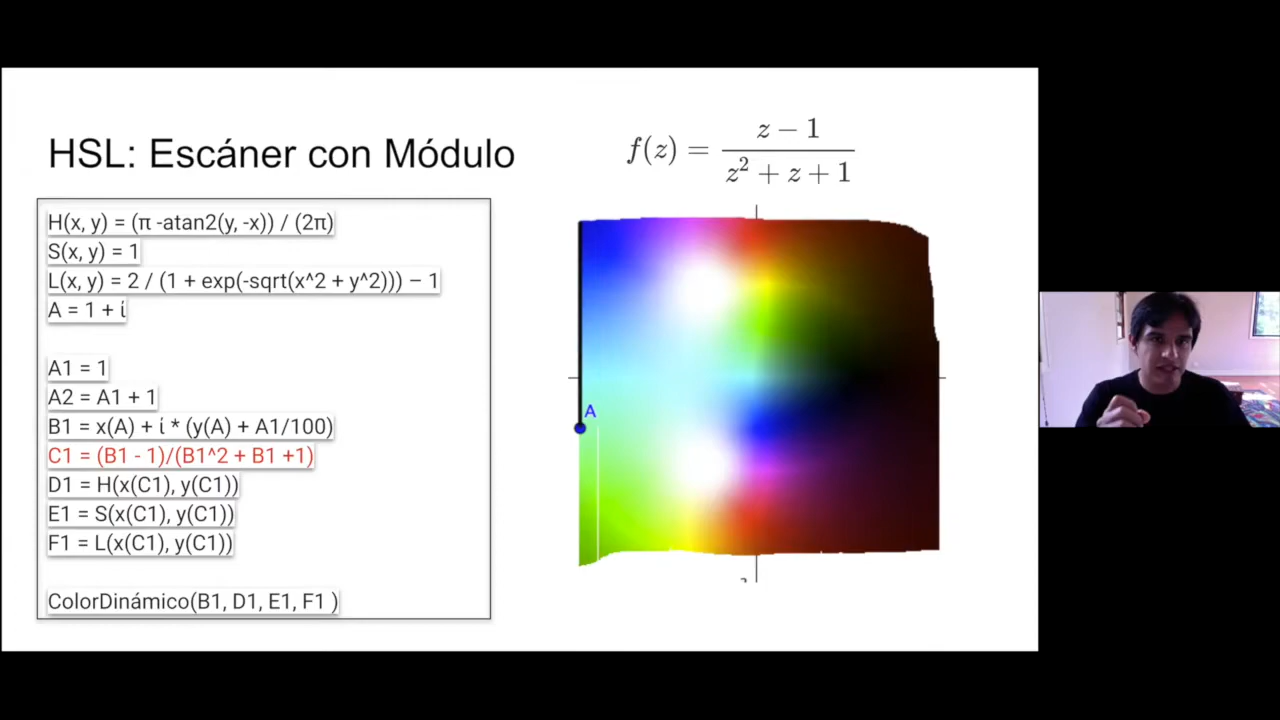 HSL: Escáner con Módulo
f(z) = \frac{z - 1}{z^2 + z + 1}
H(x, y) = (π -atan2(y, -x)) / (2π)
S(x, y) = 1
L(x, y) = 2 / (1 + exp(-sqrt(x^2 + y^2))) – 1
A = 1 + ί
A1 = 1
A2 = A1 + 1
B1 = x(A) + ί * (y(A) + A1/100)
C1 = (B1 - 1)/(B1^2 + B1 +1)
D1 = H(x(C1), y(C1))
E1 = S(x(C1), y(C1))
F1 = L(x(C1), y(C1))
ColorDinámico(B1, D1, E1, F1 )
A